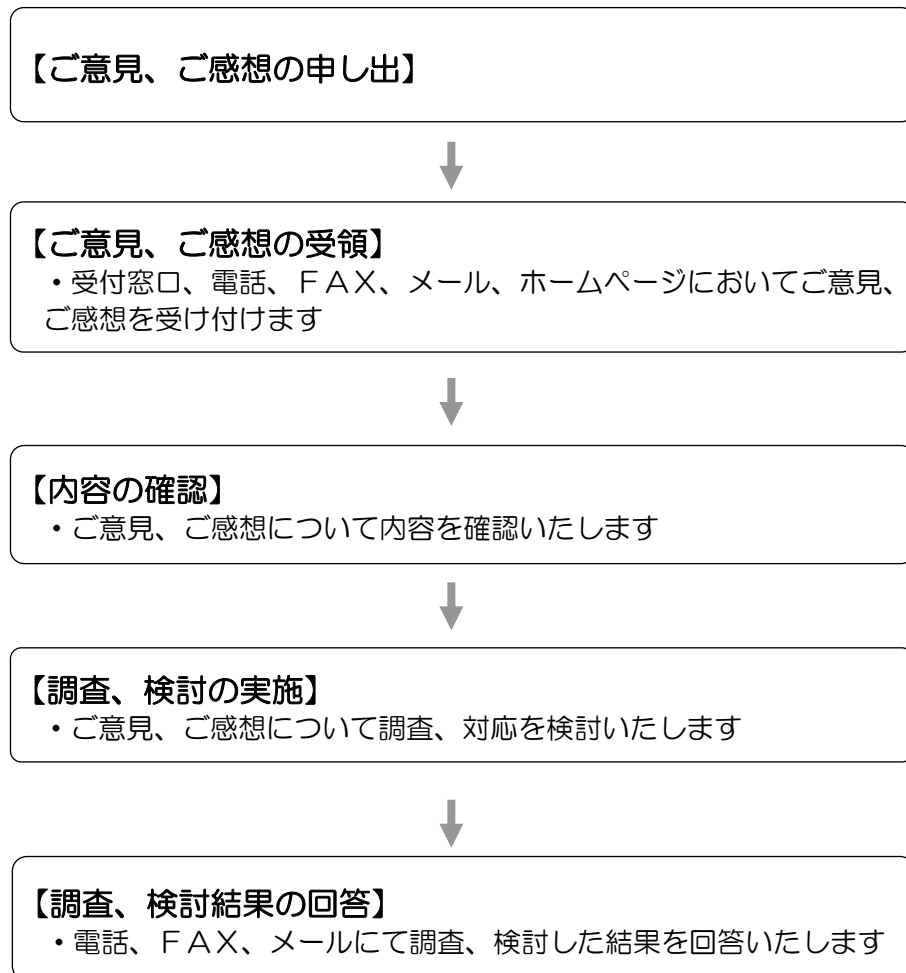 【ご意見、ご感想の申し出】
【ご意見、ご感想の受領】
・受付窓口、電話、ＦＡＸ、メール、ホームページにおいてご意見、
ご感想を受け付けます
【内容の確認】
・ご意見、ご感想について内容を確認いたします
【調査、検討の実施】
・ご意見、ご感想について調査、対応を検討いたします
【調査、検討結果の回答】
・電話、ＦＡＸ、メールにて調査、検討した結果を回答いたします